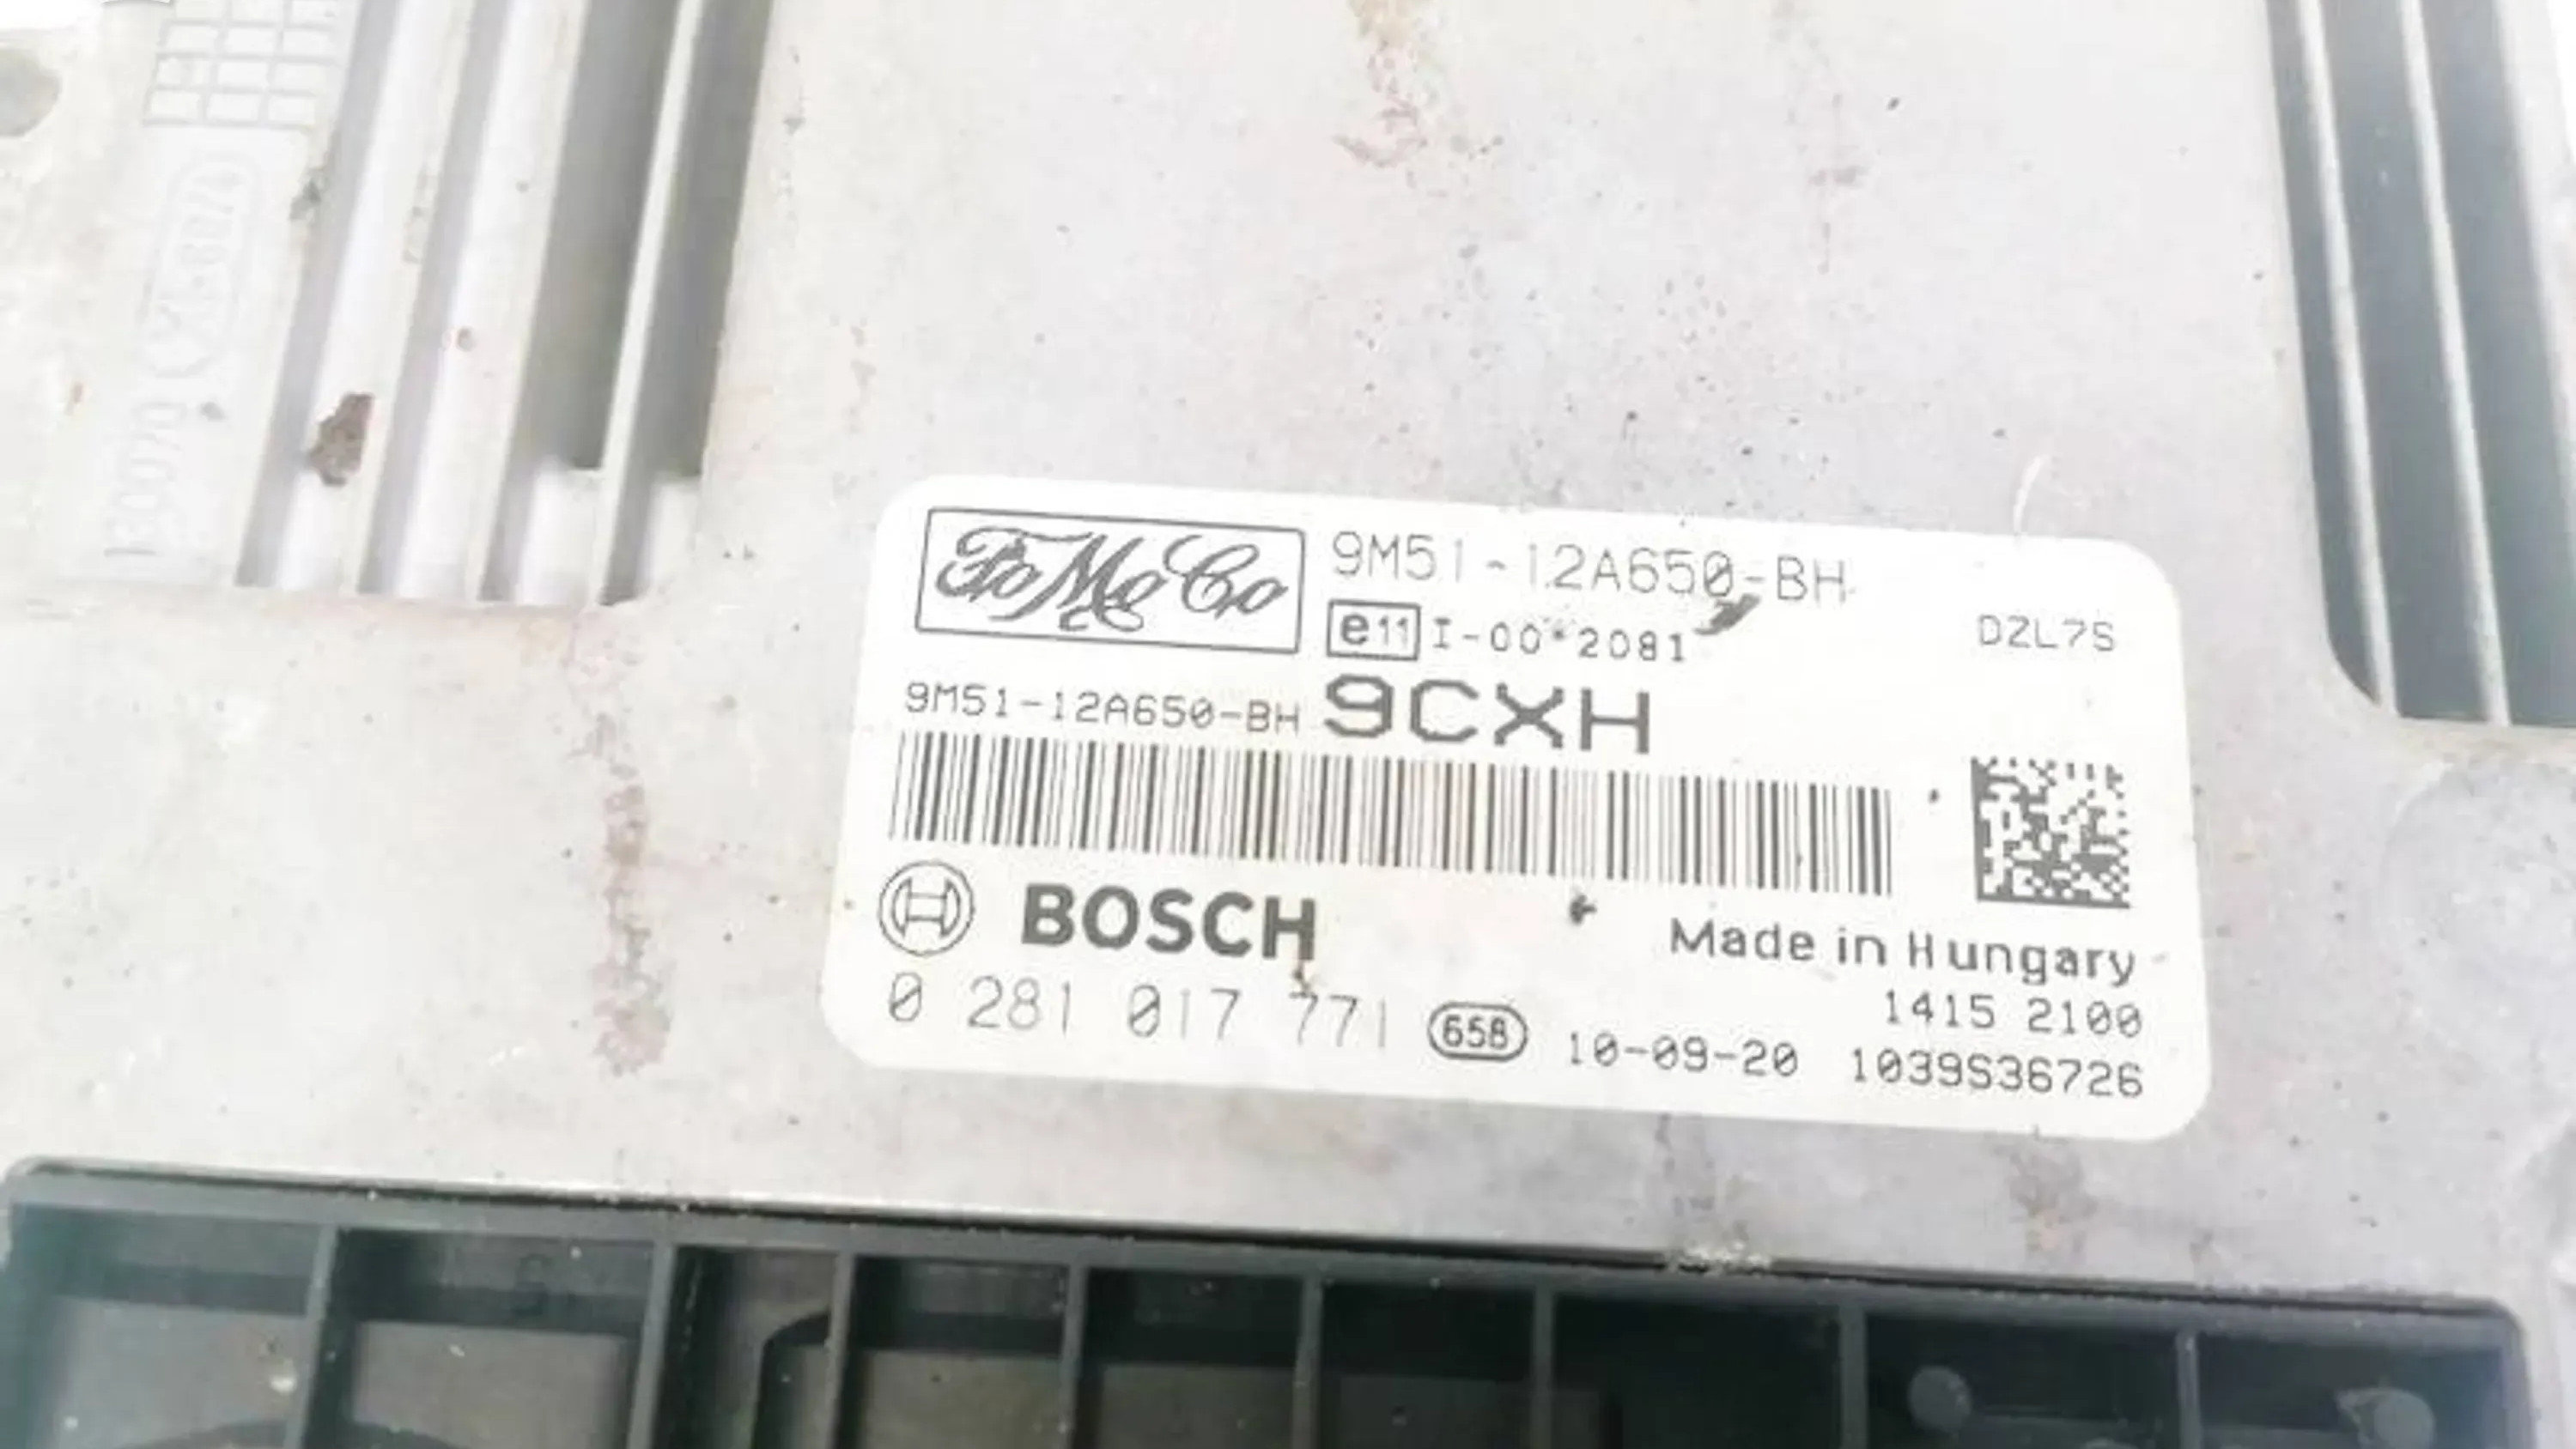 FoMoCo
9M51-12A650-BH
e11 I-00*2081
DZL7S
9M51-12A650-BH 9CXH
BOSCH
Made in Hungary
0 281 017 771
1415 2100
658 10-09-20 1039S36726